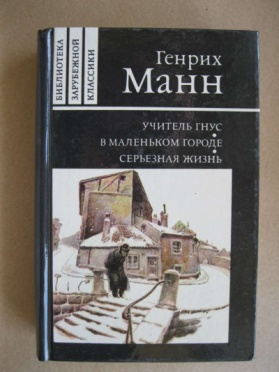 БИБЛИОТЕКА
ЗАРУБЕЖНОЙ
КЛАССИКИ
Генрих
МАНН
УЧИТЕЛЬ ГНУС
В МАЛЕНЬКОМ ГОРОДЕ
СЕРЬЕЗНАЯ ЖИЗНЬ